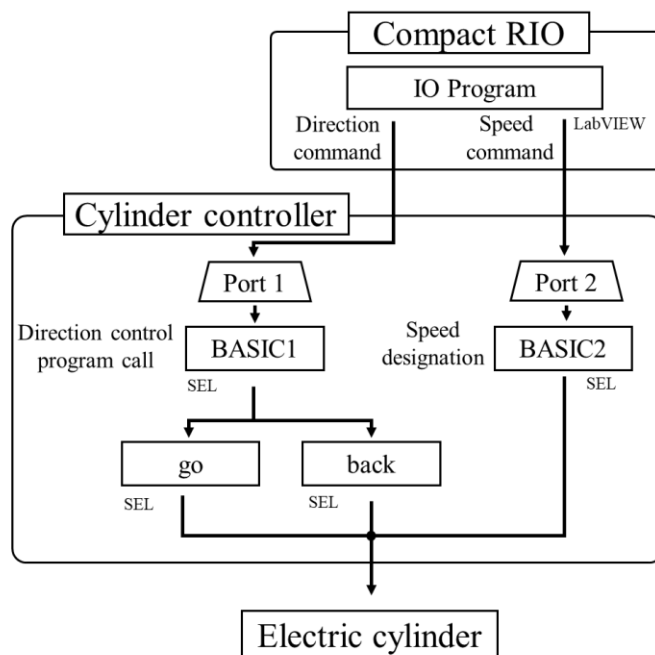 Compact RIO
IO Program
Direction
command
Speed
command
LabVIEW
Cylinder controller
Port 1
Port 2
Direction control
program call
BASIC1
SEL
Speed
designation
BASIC2
SEL
go
SEL
back
SEL
Electric cylinder